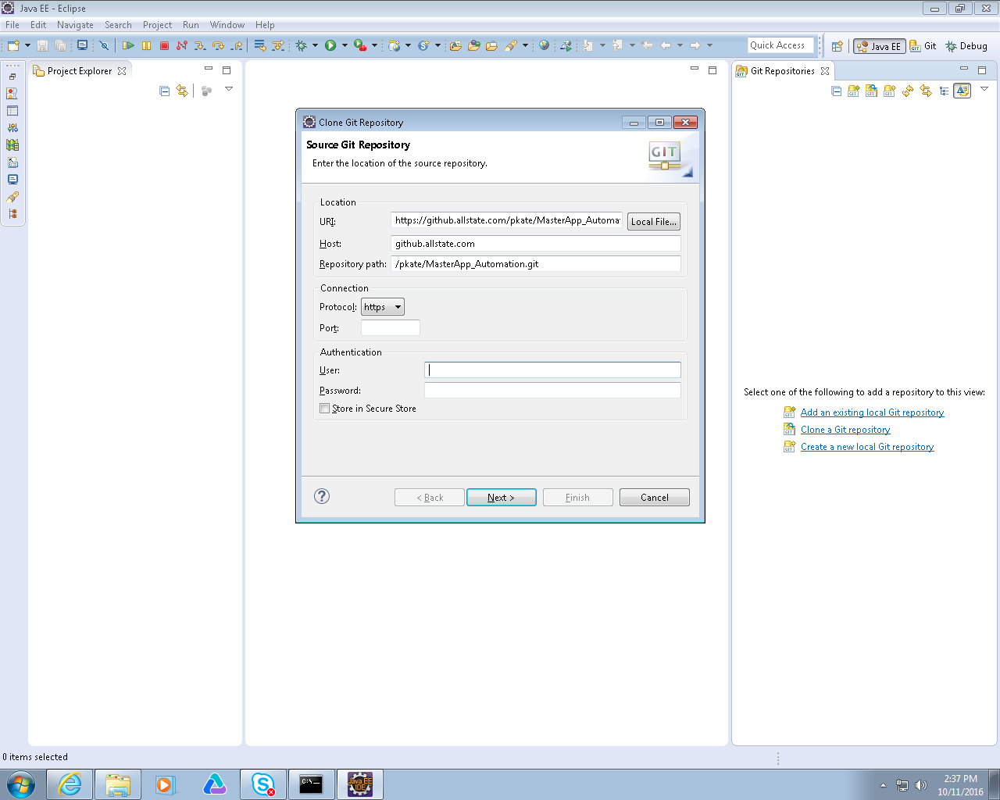 Java EE - Eclipse
File Edit Navigate Search Project Run Window Help
Quick Access
Java EE
Git
Debug
Project Explorer
Git Repositories
Clone Git Repository
Source Git Repository
Enter the location of the source repository.
GIT
Location
URI: https://github.allstate.com/pkate/MasterApp_Automa
Local File...
Host: github.allstate.com
Repository path: /pkate/MasterApp_Automation.git
Connection
Protocol: https
Port:
Authentication
User:
Password:
Store in Secure Store
? < Back Next > Finish Cancel
Select one of the following to add a repository to this view:
Add an existing local Git repository
Clone a Git repository
Create a new local Git repository
0 items selected
C:\.
Java EE
IDE
2:37 PM
10/11/2016